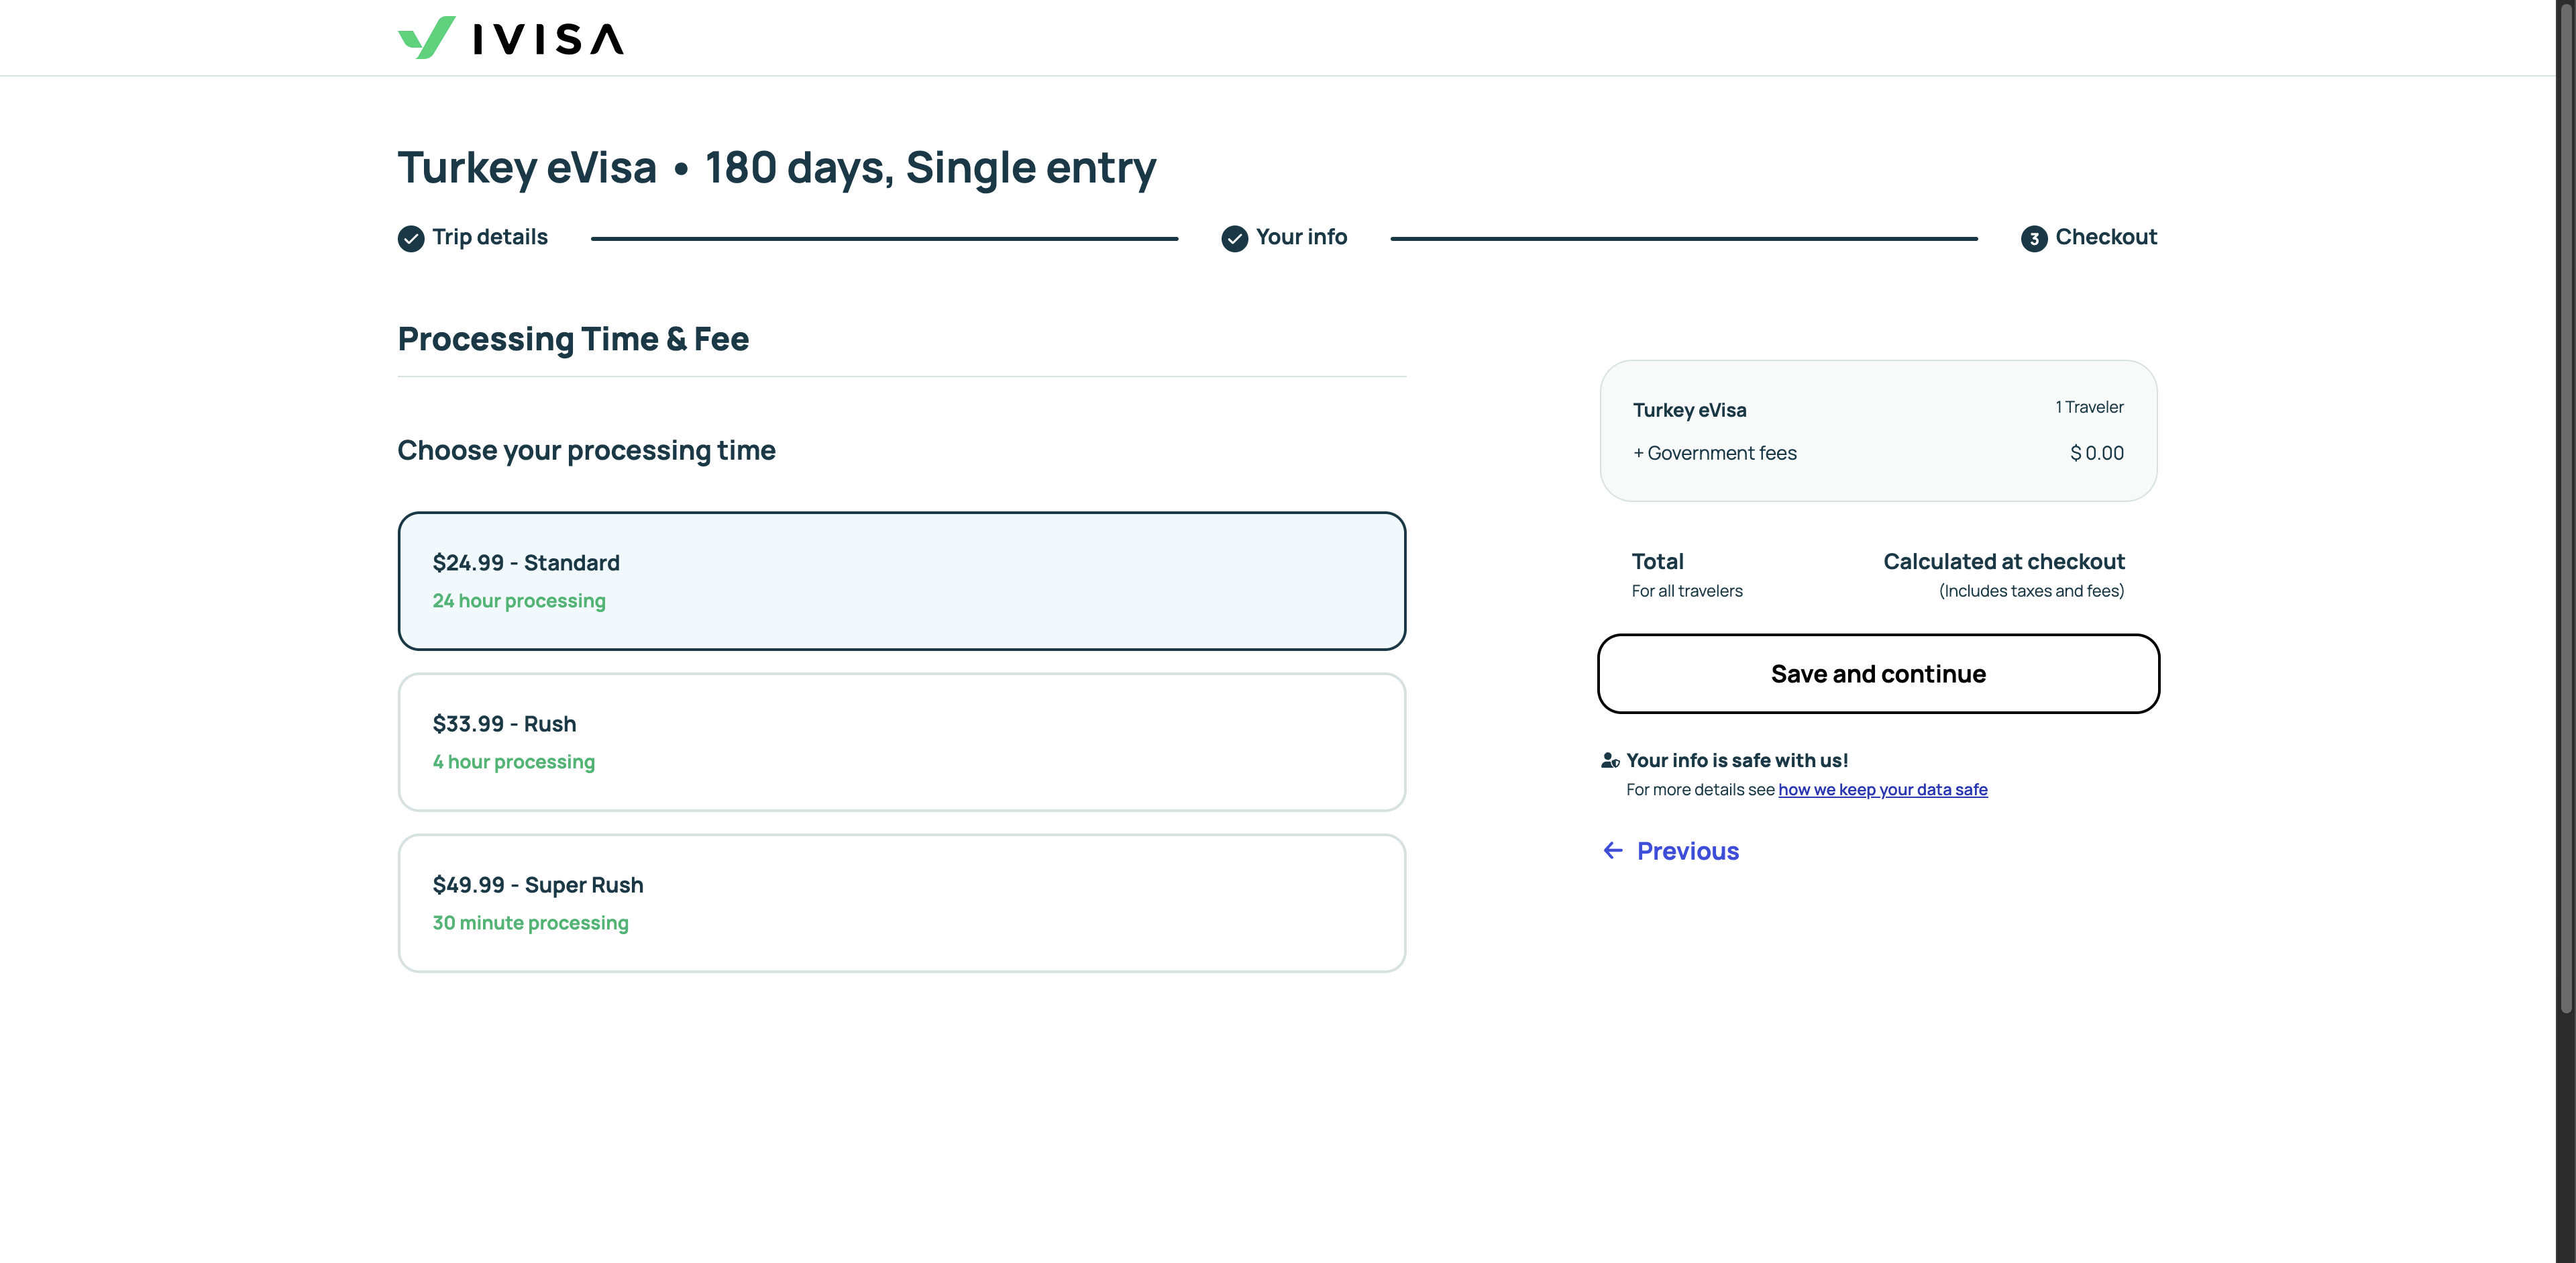 IVISA
Turkey eVisa • 180 days, Single entry
Trip details
Your info
3 Checkout
Processing Time & Fee
Choose your processing time
$24.99 - Standard
24 hour processing
$33.99 - Rush
4 hour processing
$49.99 - Super Rush
30 minute processing
Turkey eVisa 1 Traveler
+ Government fees $ 0.00
Total Calculated at checkout
For all travelers (Includes taxes and fees)
Save and continue
Your info is safe with us!
For more details see how we keep your data safe
← Previous